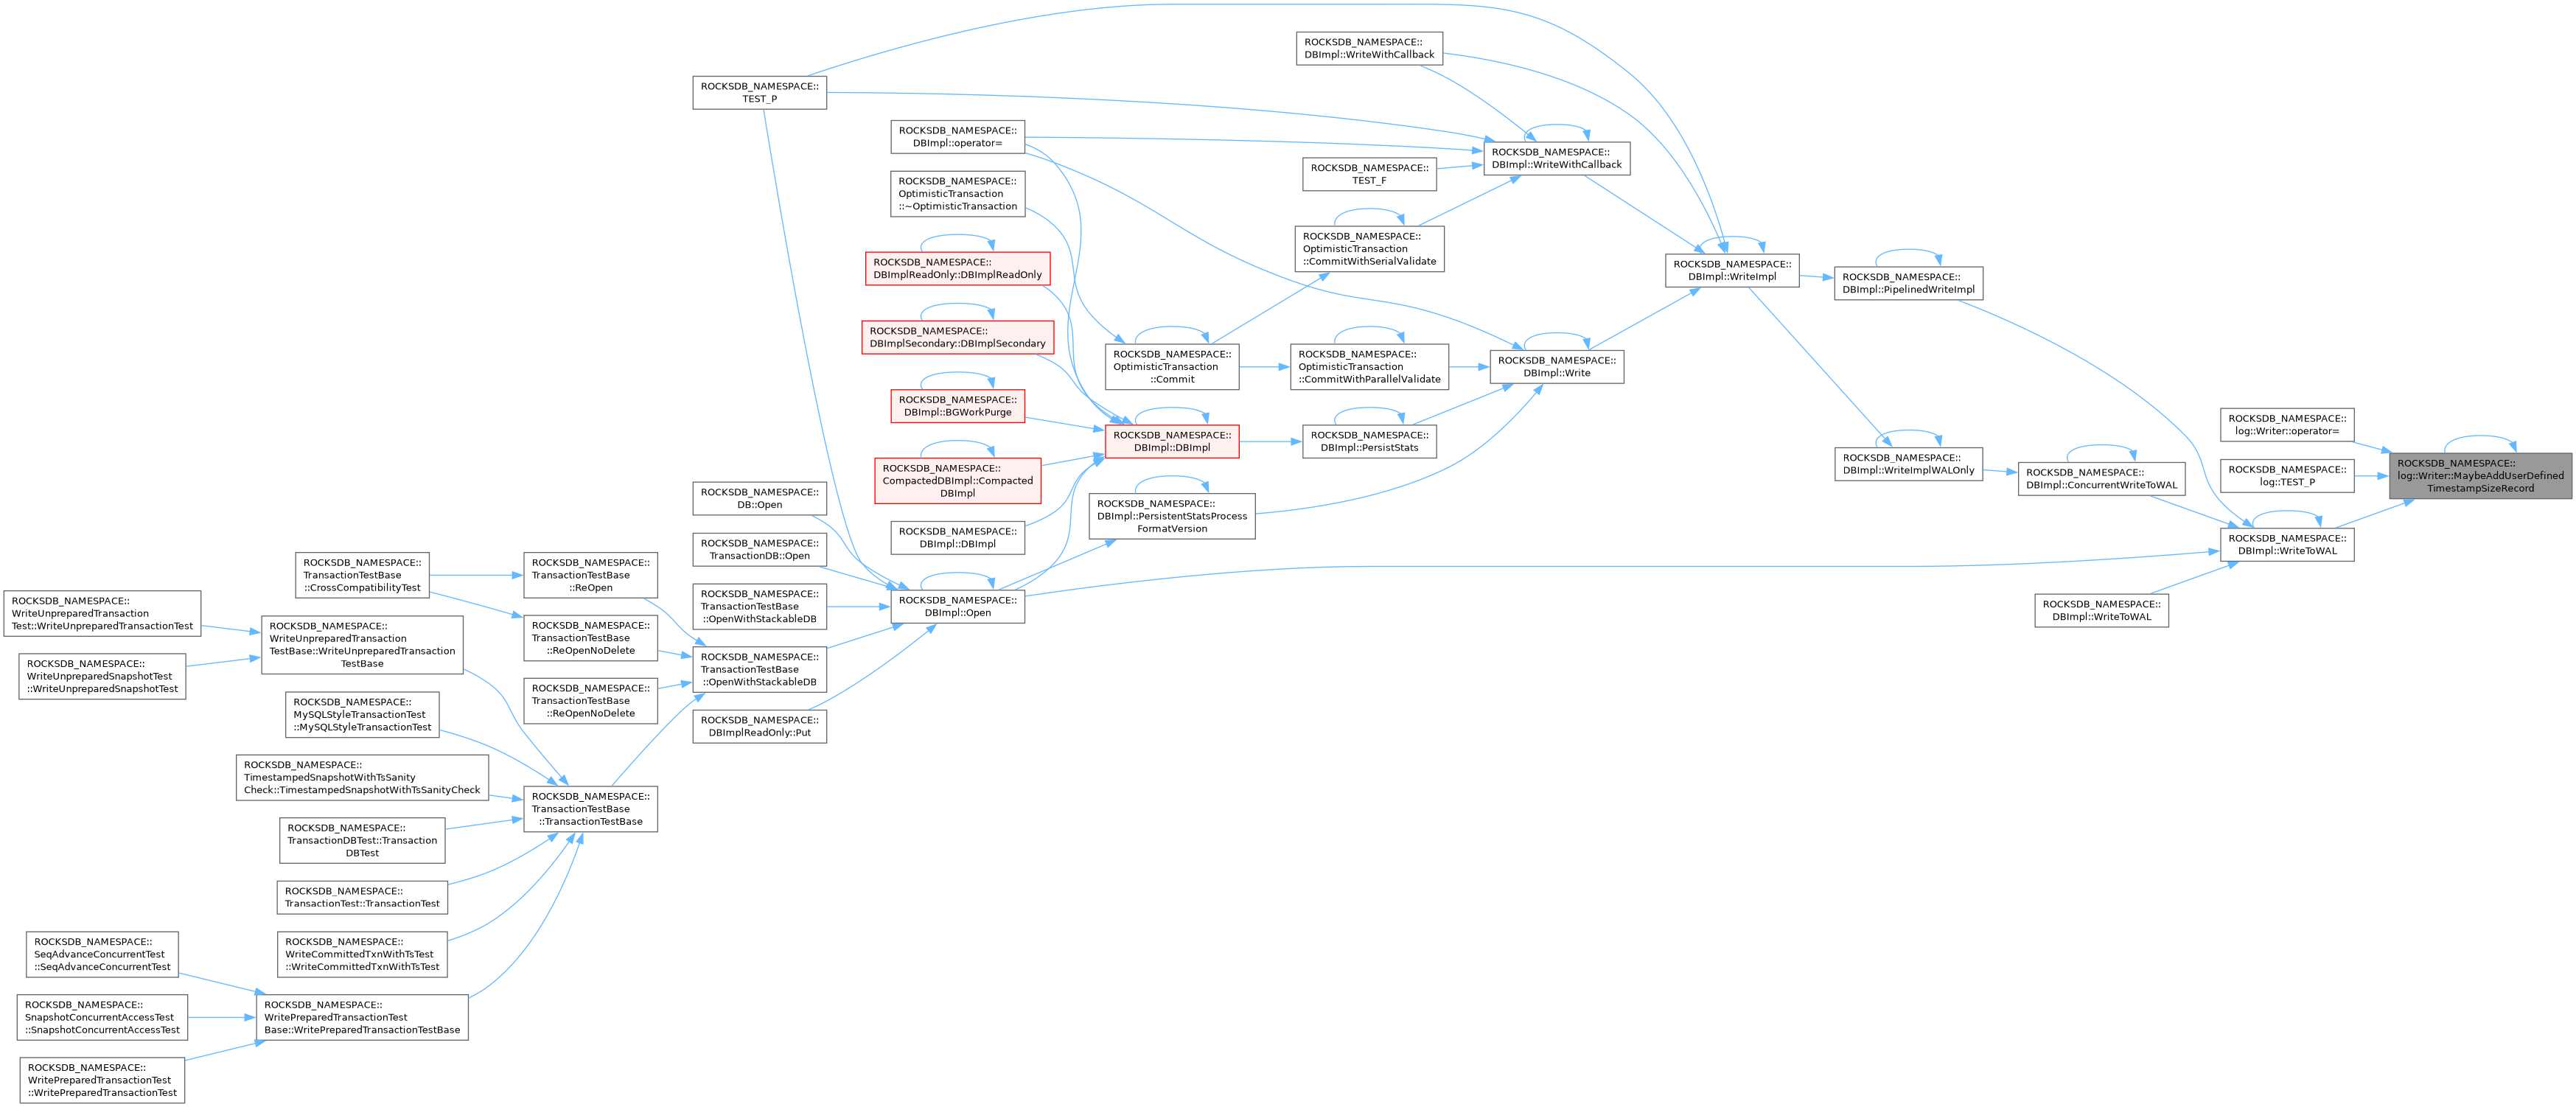 ROCKSDB_NAMESPACE::
DBImpl::WriteWithCallback
ROCKSDB_NAMESPACE::
TEST_P
ROCKSDB_NAMESPACE::
DBImpl::operator=
ROCKSDB_NAMESPACE::
DBImpl::WriteWithCallback
ROCKSDB_NAMESPACE::
TEST_F
ROCKSDB_NAMESPACE::
OptimisticTransaction
::~OptimisticTransaction
ROCKSDB_NAMESPACE::
OptimisticTransaction
::CommitWithSerialValidate
ROCKSDB_NAMESPACE::
DBImplReadOnly::DBImplReadOnly
ROCKSDB_NAMESPACE::
DBImpl::WriteImpl
ROCKSDB_NAMESPACE::
DBImpl::PipelinedWriteImpl
ROCKSDB_NAMESPACE::
DBImplSecondary::DBImplSecondary
ROCKSDB_NAMESPACE::
OptimisticTransaction
::Commit
ROCKSDB_NAMESPACE::
OptimisticTransaction
::CommitWithParallelValidate
ROCKSDB_NAMESPACE::
DBImpl::Write
ROCKSDB_NAMESPACE::
DBImpl::BGWorkPurge
ROCKSDB_NAMESPACE::
DBImpl::DBImpl
ROCKSDB_NAMESPACE::
DBImpl::PersistStats
ROCKSDB_NAMESPACE::
log::Writer::operator=
ROCKSDB_NAMESPACE::
CompactedDBImpl::Compacted
DBImpl
ROCKSDB_NAMESPACE::
DBImpl::WriteImplWALOnly
ROCKSDB_NAMESPACE::
DBImpl::ConcurrentWriteToWAL
ROCKSDB_NAMESPACE::
log::TEST_P
ROCKSDB_NAMESPACE::
log::Writer::MaybeAddUserDefined
TimestampSizeRecord
ROCKSDB_NAMESPACE::
DB::Open
ROCKSDB_NAMESPACE::
DBImpl::PersistentStatsProcess
FormatVersion
ROCKSDB_NAMESPACE::
DBImpl::DBImpl
ROCKSDB_NAMESPACE::
DBImpl::WriteToWAL
ROCKSDB_NAMESPACE::
TransactionDB::Open
ROCKSDB_NAMESPACE::
TransactionTestBase
::CrossCompatibilityTest
ROCKSDB_NAMESPACE::
TransactionTestBase
::ReOpen
ROCKSDB_NAMESPACE::
TransactionTestBase
::OpenWithStackableDB
ROCKSDB_NAMESPACE::
DBImpl::Open
ROCKSDB_NAMESPACE::
DBImpl::WriteToWAL
ROCKSDB_NAMESPACE::
WriteUnpreparedTransaction
Test::WriteUnpreparedTransactionTest
ROCKSDB_NAMESPACE::
WriteUnpreparedTransaction
TestBase::WriteUnpreparedTransaction
TestBase
ROCKSDB_NAMESPACE::
TransactionTestBase
::ReOpenNoDelete
ROCKSDB_NAMESPACE::
WriteUnpreparedSnapshotTest
::WriteUnpreparedSnapshotTest
ROCKSDB_NAMESPACE::
TransactionTestBase
::OpenWithStackableDB
ROCKSDB_NAMESPACE::
TransactionTestBase
::ReOpenNoDelete
ROCKSDB_NAMESPACE::
MySQLStyleTransactionTest
::MySQLStyleTransactionTest
ROCKSDB_NAMESPACE::
DBImplReadOnly::Put
ROCKSDB_NAMESPACE::
TimestampedSnapshotWithTsSanity
Check::TimestampedSnapshotWithTsSanityCheck
ROCKSDB_NAMESPACE::
TransactionTestBase
::TransactionTestBase
ROCKSDB_NAMESPACE::
TransactionDBTest::Transaction
DBTest
ROCKSDB_NAMESPACE::
TransactionTest::TransactionTest
ROCKSDB_NAMESPACE::
WriteCommittedTxnWithTsTest
::WriteCommittedTxnWithTsTest
ROCKSDB_NAMESPACE::
SeqAdvanceConcurrentTest
::SeqAdvanceConcurrentTest
ROCKSDB_NAMESPACE::
SnapshotConcurrentAccessTest
::SnapshotConcurrentAccessTest
ROCKSDB_NAMESPACE::
WritePreparedTransactionTest
Base::WritePreparedTransactionTestBase
ROCKSDB_NAMESPACE::
WritePreparedTransactionTest
::WritePreparedTransactionTest